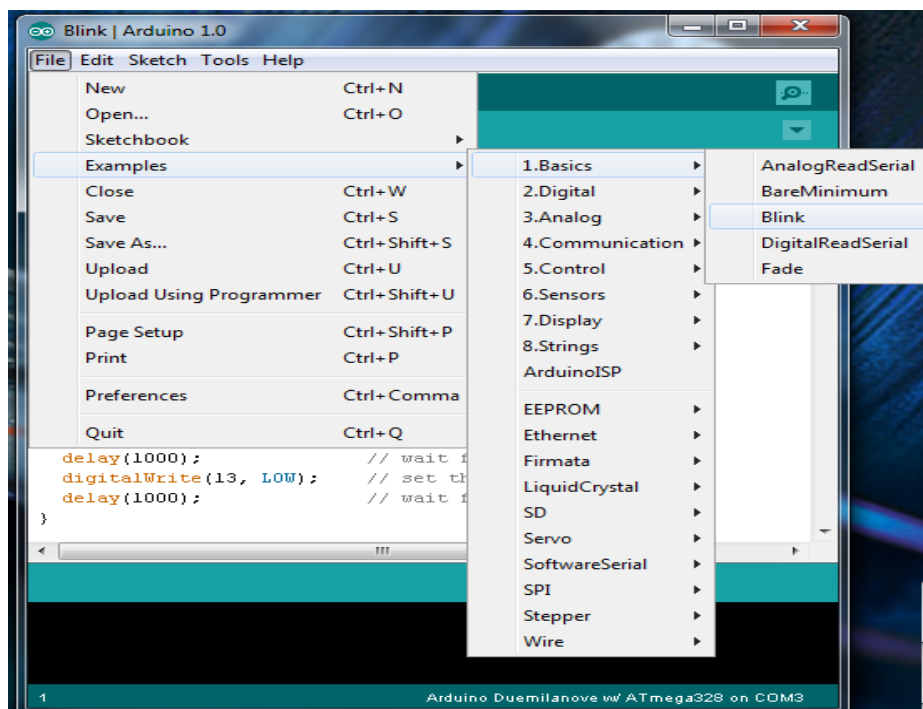 Blink | Arduino 1.0
File Edit Sketch Tools Help
New Ctrl+N
Open... Ctrl+O
Sketchbook
Examples
Close Ctrl+W
Save Ctrl+S
Save As... Ctrl+Shift+S
Upload Ctrl+U
Upload Using Programmer Ctrl+Shift+U
Page Setup Ctrl+Shift+P
Print Ctrl+P
Preferences Ctrl+Comma
Quit Ctrl+Q
1.Basics
2.Digital
3.Analog
4.Communication
5.Control
6.Sensors
7.Display
8.Strings
ArduinoISP
EEPROM
Ethernet
Firmata
LiquidCrystal
SD
Servo
SoftwareSerial
SPI
Stepper
Wire
AnalogReadSerial
BareMinimum
Blink
DigitalReadSerial
Fade
delay(1000); // wait
digitalWrite(13, LOW); // set
delay(1000); // wait
}
1 Arduino Duemilanove w/ ATmega328 on COM3